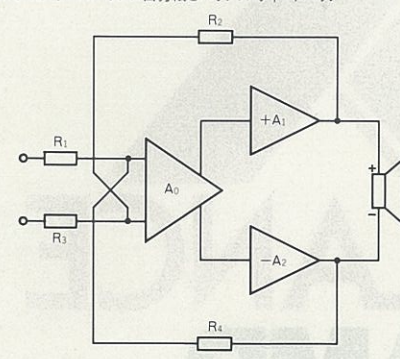 R₂
+A₁
R₁
A₀
+
−
R₃
−A₂
R₄